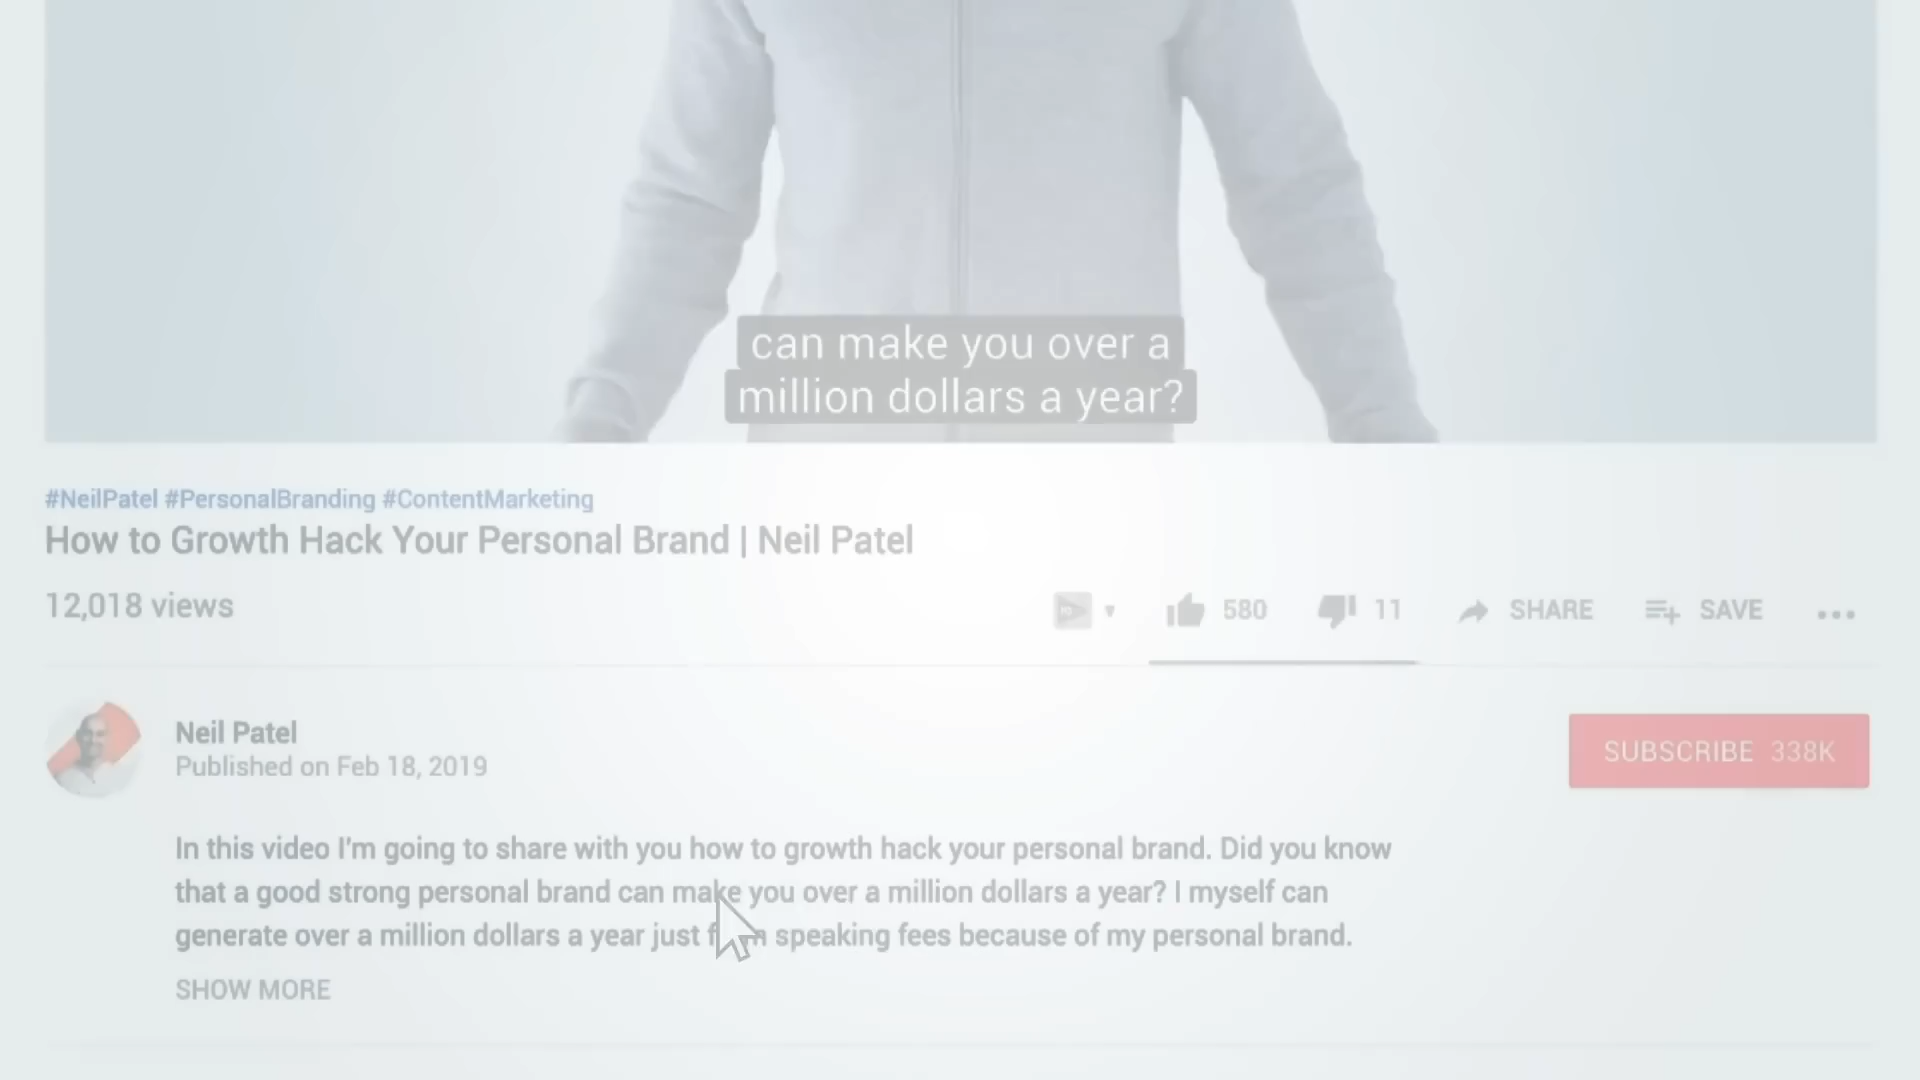 can make you over a
million dollars a year?
#NeilPatel #PersonalBranding #ContentMarketing
How to Growth Hack Your Personal Brand | Neil Patel
12,018 views
580
11
SHARE
SAVE
Neil Patel
Published on Feb 18, 2019
SUBSCRIBE 338K
In this video I'm going to share with you how to growth hack your personal brand. Did you know
that a good strong personal brand can make you over a million dollars a year? I myself can
generate over a million dollars a year just from speaking fees because of my personal brand.
SHOW MORE